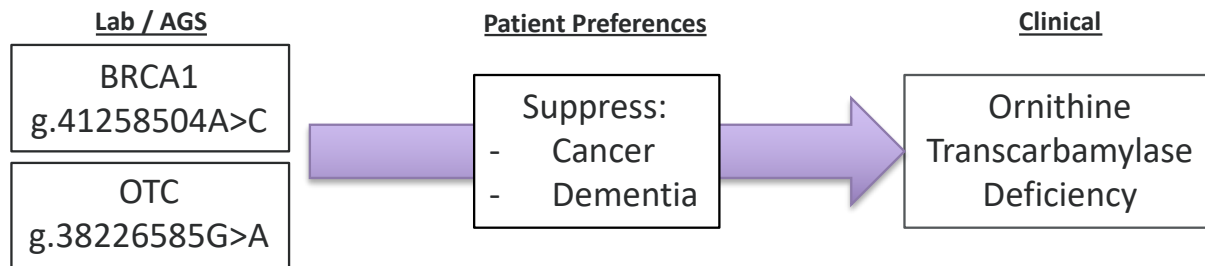 Lab / AGS
BRCA1
g.41258504A>C
OTC
g.38226585G>A
Patient Preferences
Suppress:
- Cancer
- Dementia
Clinical
Ornithine
Transcarbamylase
Deficiency